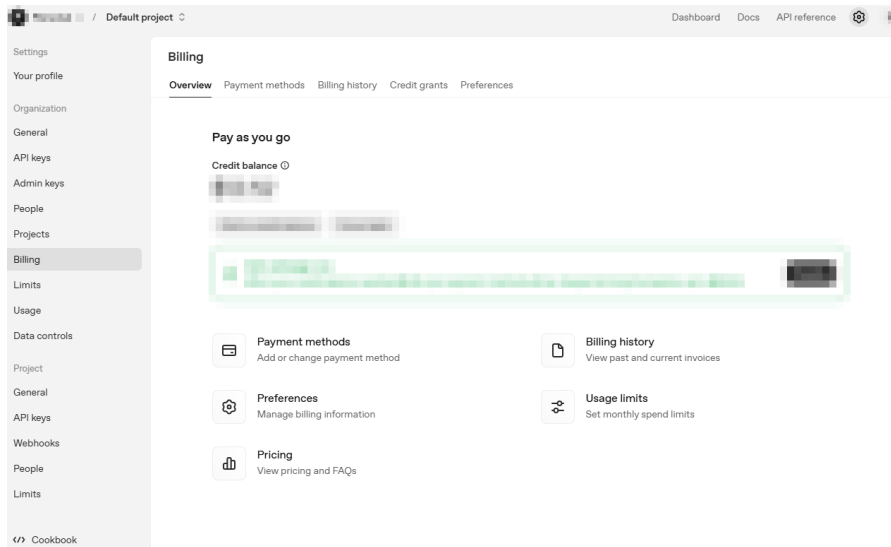 / Default project
Dashboard Docs API reference
Settings
Your profile
Organization
General
API keys
Admin keys
People
Projects
Billing
Limits
Usage
Data controls
Project
General
API keys
Webhooks
People
Limits
Cookbook
Billing
Overview Payment methods Billing history Credit grants Preferences
Pay as you go
Credit balance
Payment methods
Add or change payment method
Billing history
View past and current invoices
Preferences
Manage billing information
Usage limits
Set monthly spend limits
Pricing
View pricing and FAQs